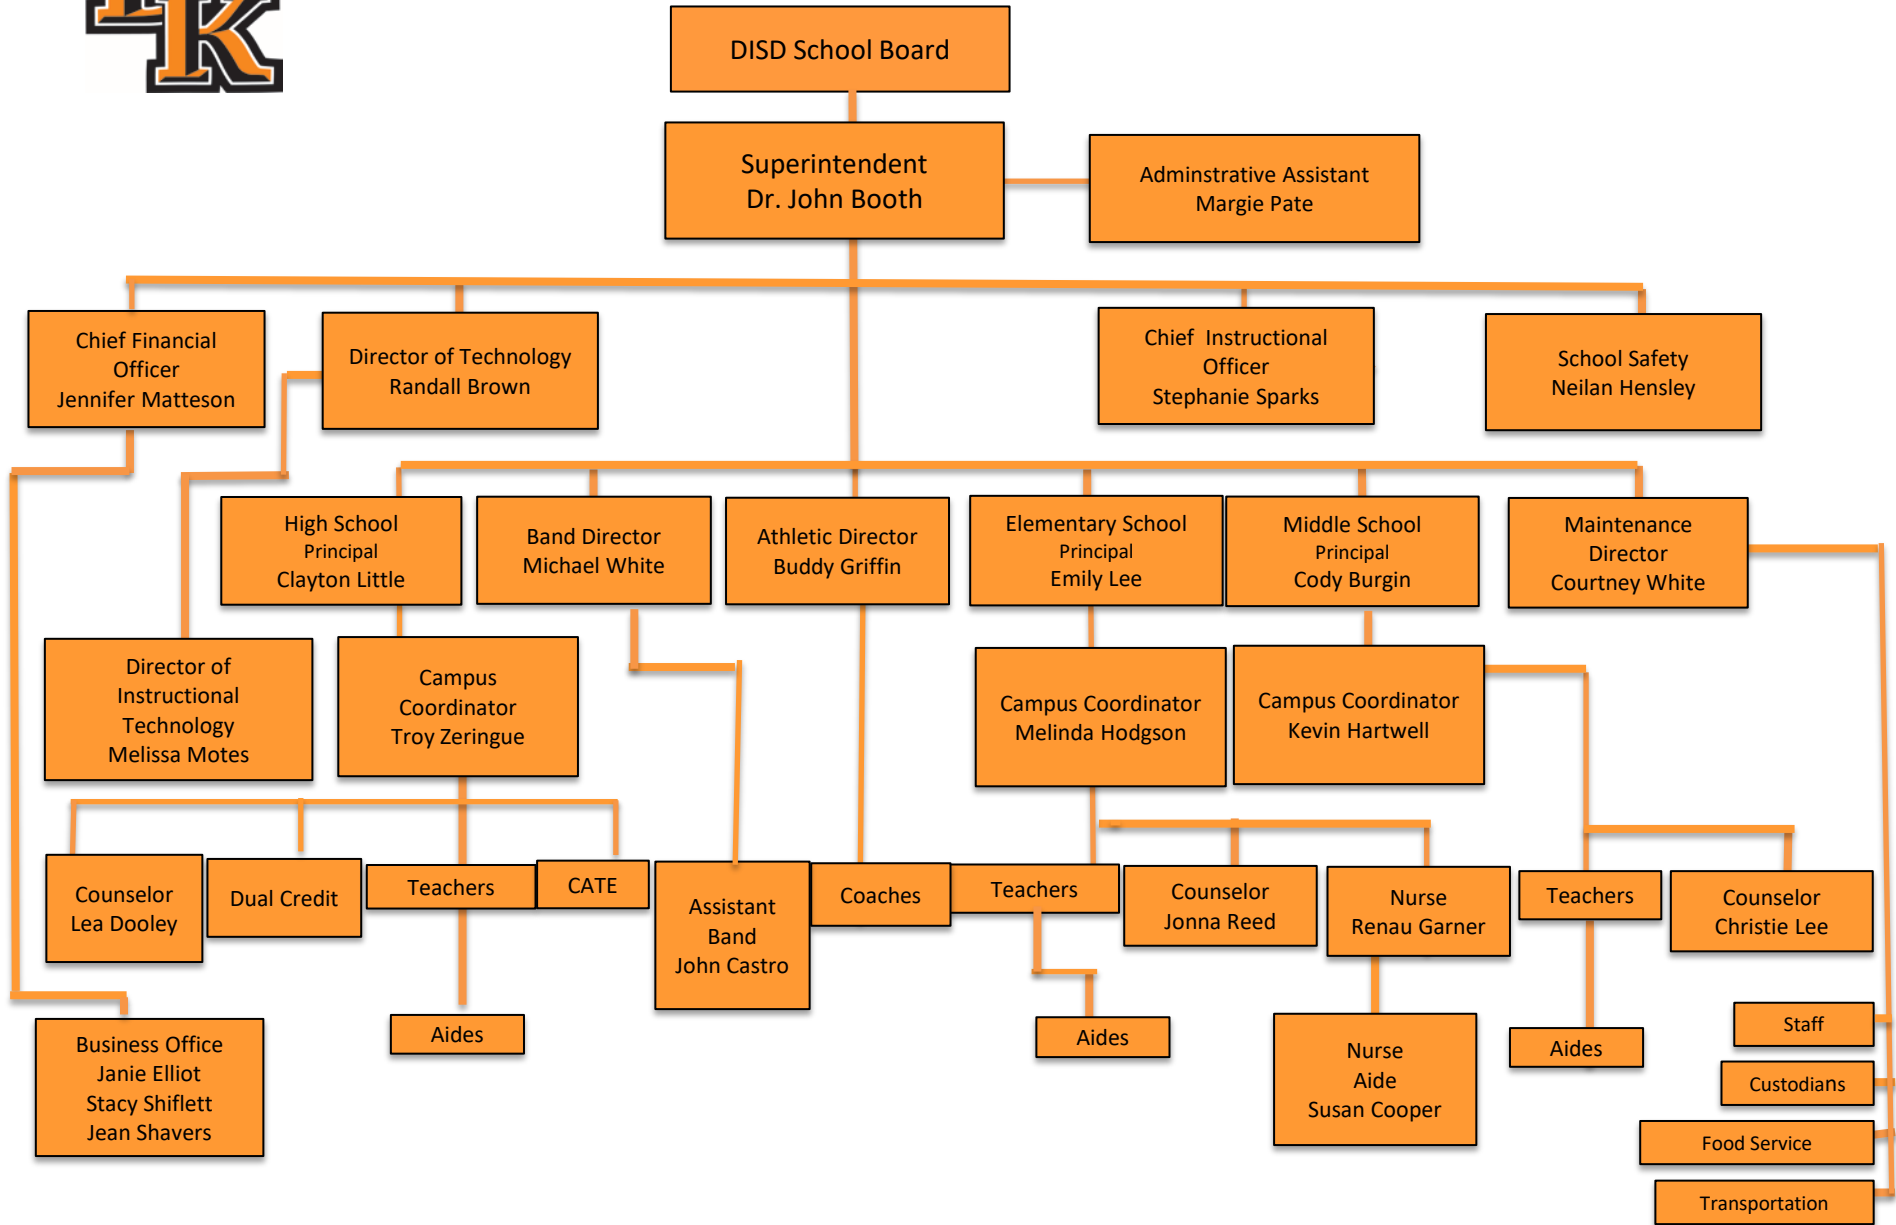 K
DISD School Board
Superintendent
Dr. John Booth
Adminstrative Assistant
Margie Pate
Chief Financial
Officer
Jennifer Matteson
Director of Technology
Randall Brown
Chief Instructional
Officer
Stephanie Sparks
School Safety
Neilan Hensley
High School
Principal
Clayton Little
Band Director
Michael White
Athletic Director
Buddy Griffin
Elementary School
Principal
Emily Lee
Middle School
Principal
Cody Burgin
Maintenance
Director
Courtney White
Director of
Instructional
Technology
Melissa Motes
Campus
Coordinator
Troy Zeringue
Campus Coordinator
Melinda Hodgson
Campus Coordinator
Kevin Hartwell
Counselor
Lea Dooley
Dual Credit
Teachers
CATE
Assistant
Band
John Castro
Coaches
Teachers
Counselor
Jonna Reed
Nurse
Renau Garner
Teachers
Counselor
Christie Lee
Business Office
Janie Elliot
Stacy Shiflett
Jean Shavers
Aides
Aides
Nurse
Aide
Susan Cooper
Aides
Staff
Custodians
Food Service
Transportation